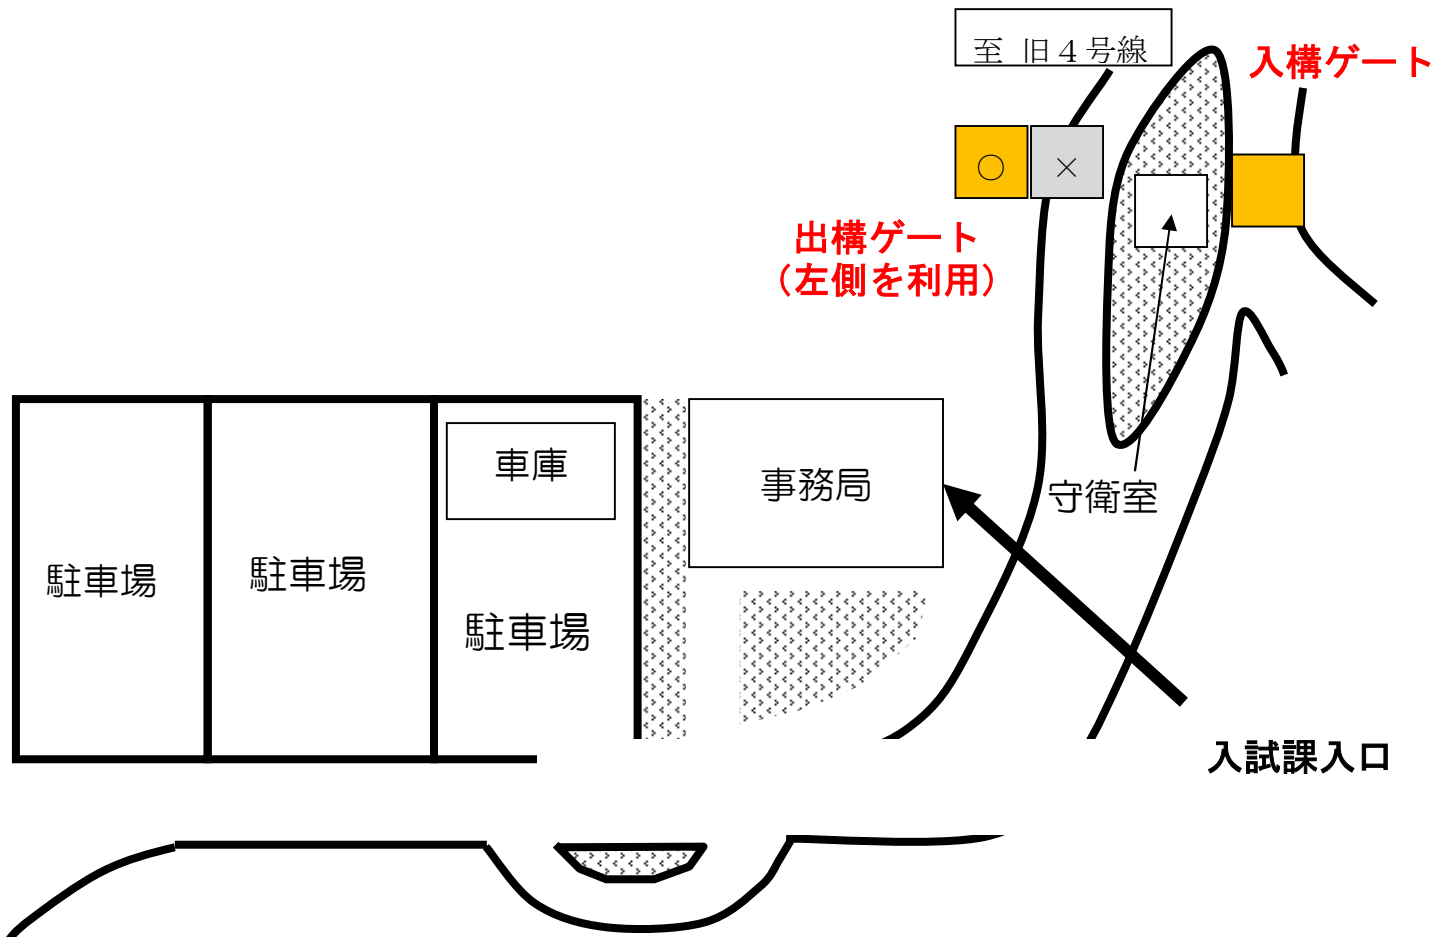 至 旧４号線
入構ゲート
○
×
出構ゲート
（左側を利用）
車庫
事務局
守衛室
駐車場
駐車場
駐車場
入試課入口